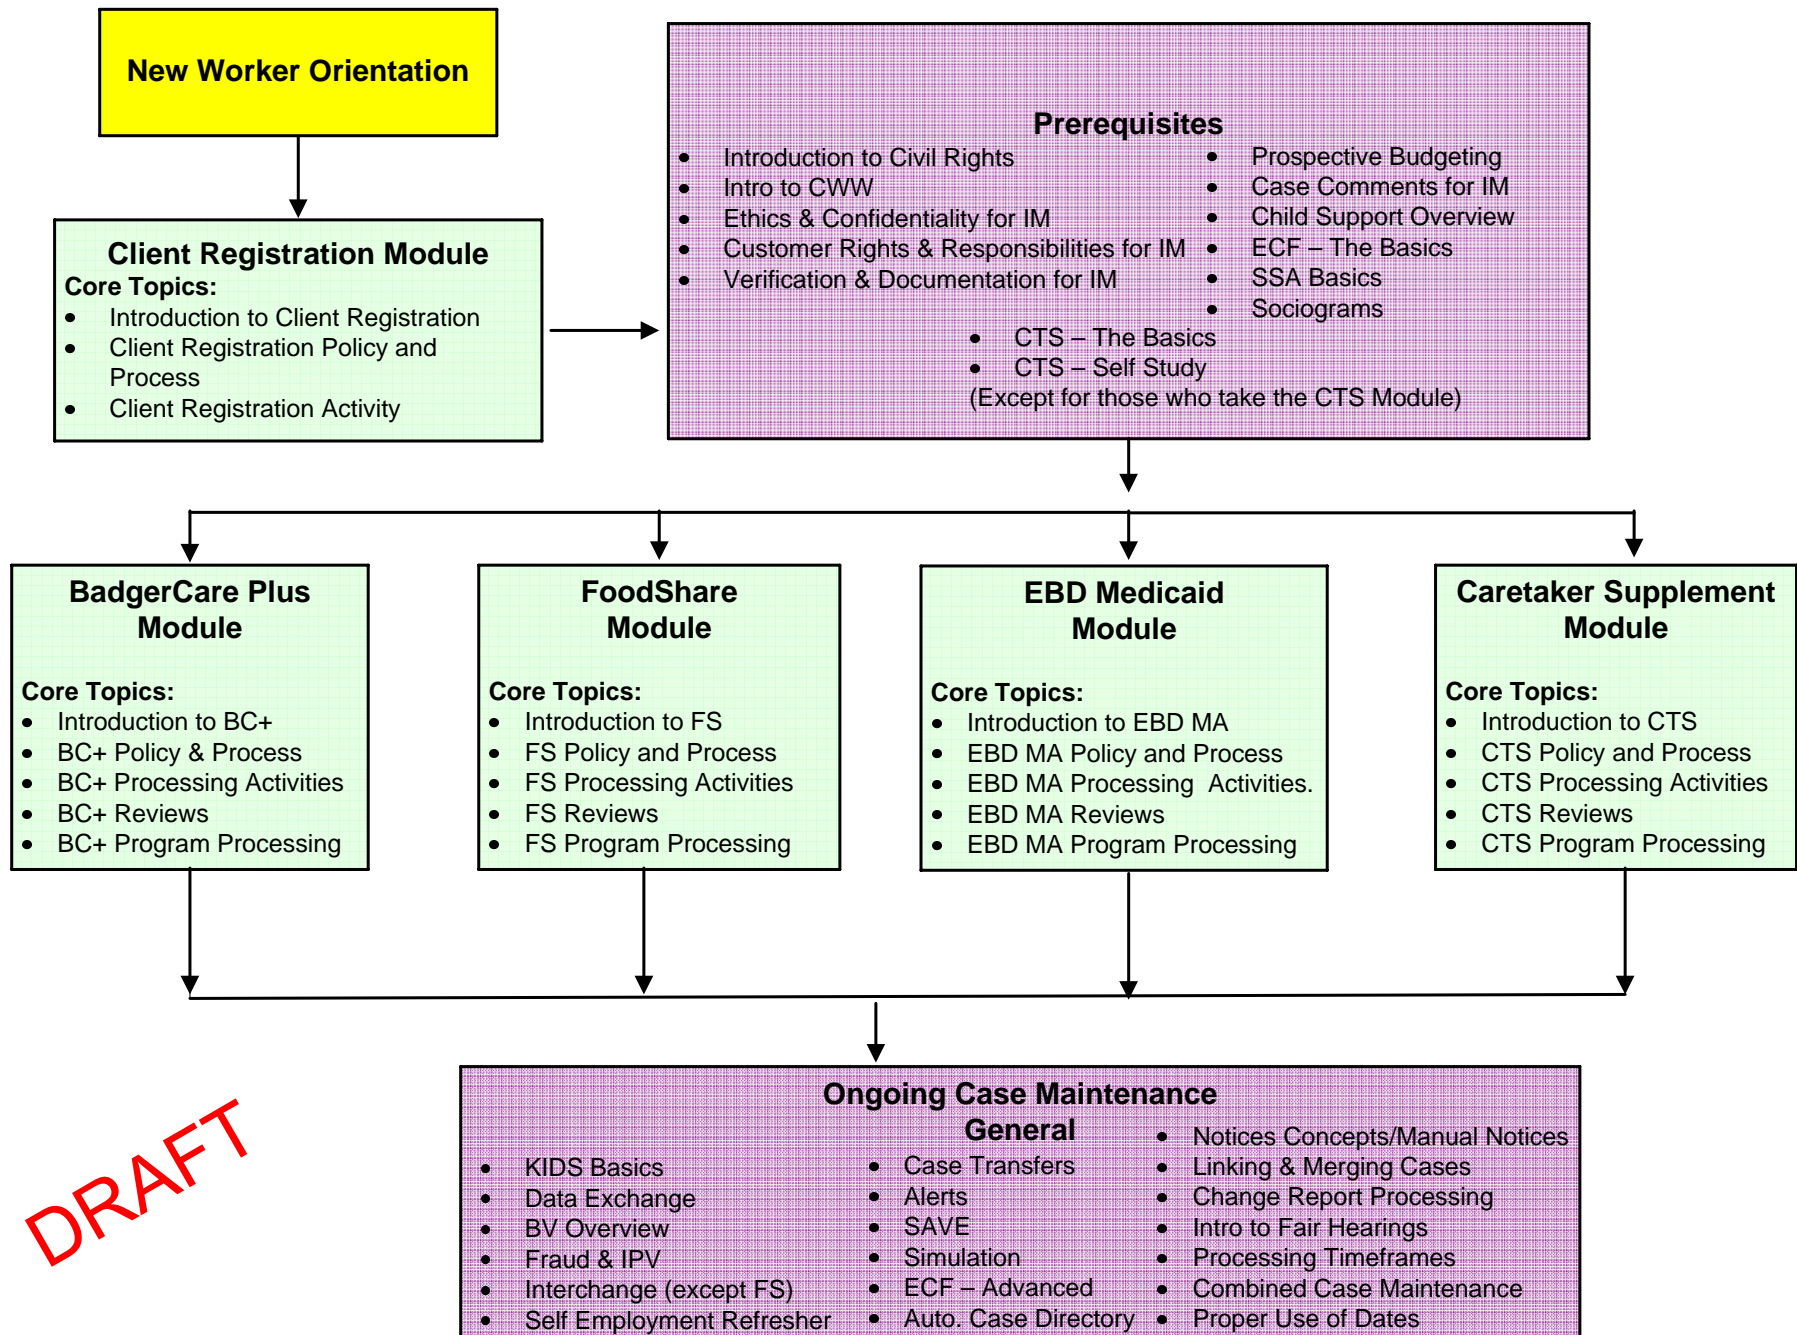 New Worker Orientation
Client Registration Module
Core Topics:
• Introduction to Client Registration
• Client Registration Policy and
Process
• Client Registration Activity
Prerequisites
• Introduction to Civil Rights
• Intro to CWW
• Ethics & Confidentiality for IM
• Customer Rights & Responsibilities for IM
• Verification & Documentation for IM
• Prospective Budgeting
• Case Comments for IM
• Child Support Overview
• ECF – The Basics
• SSA Basics
• Sociograms
• CTS – The Basics
• CTS – Self Study
(Except for those who take the CTS Module)
BadgerCare Plus
Module
Core Topics:
• Introduction to BC+
• BC+ Policy & Process
• BC+ Processing Activities
• BC+ Reviews
• BC+ Program Processing
FoodShare
Module
Core Topics:
• Introduction to FS
• FS Policy and Process
• FS Processing Activities
• FS Reviews
• FS Program Processing
EBD Medicaid
Module
Core Topics:
• Introduction to EBD MA
• EBD MA Policy and Process
• EBD MA Processing  Activities.
• EBD MA Reviews
• EBD MA Program Processing
Caretaker Supplement
Module
Core Topics:
• Introduction to CTS
• CTS Policy and Process
• CTS Processing Activities
• CTS Reviews
• CTS Program Processing
DRAFT
Ongoing Case Maintenance
General
• KIDS Basics
• Data Exchange
• BV Overview
• Fraud & IPV
• Interchange (except FS)
• Self Employment Refresher
• Case Transfers
• Alerts
• SAVE
• Simulation
• ECF – Advanced
• Auto. Case Directory
• Notices Concepts/Manual Notices
• Linking & Merging Cases
• Change Report Processing
• Intro to Fair Hearings
• Processing Timeframes
• Combined Case Maintenance
• Proper Use of Dates